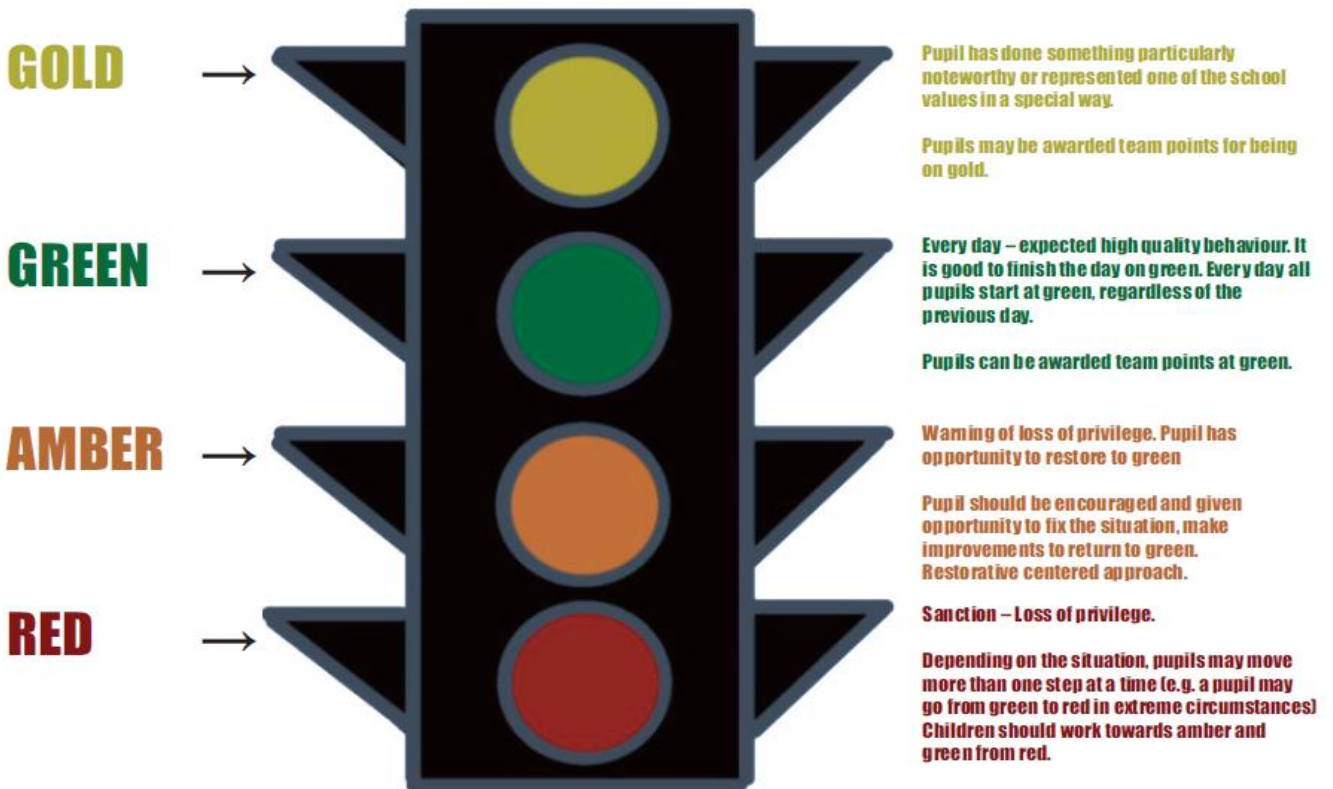 GOLD →
Pupil has done something particularly
noteworthy or represented one of the school
values in a special way.
Pupils may be awarded team points for being
on gold.
GREEN →
Every day – expected high quality behaviour. It
is good to finish the day on green. Every day all
pupils start at green, regardless of the
previous day.
Pupils can be awarded team points at green.
AMBER →
Warning of loss of privilege. Pupil has
opportunity to restore to green
Pupil should be encouraged and given
opportunity to fix the situation, make
improvements to return to green.
Restorative centered approach.
RED →
Sanction – Loss of privilege.
Depending on the situation, pupils may move
more than one step at a time (e.g. a pupil may
go from green to red in extreme circumstances)
Children should work towards amber and
green from red.